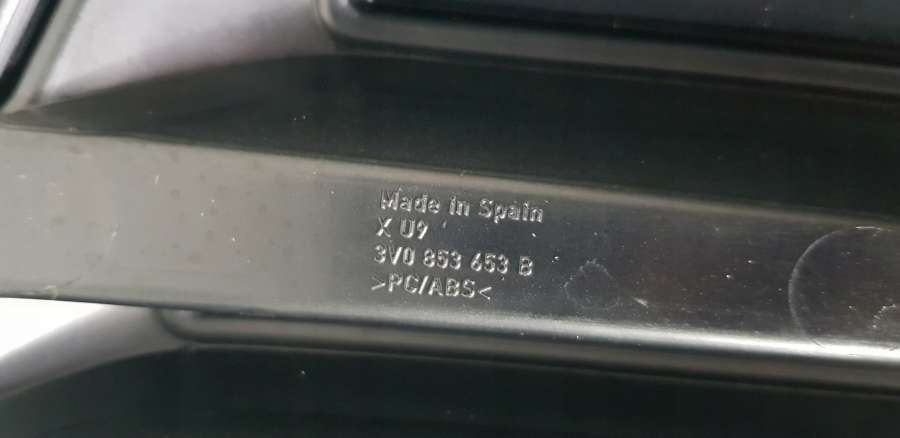 Made in Spain
X U9
3V0 853 653 B
>PC/ABS<